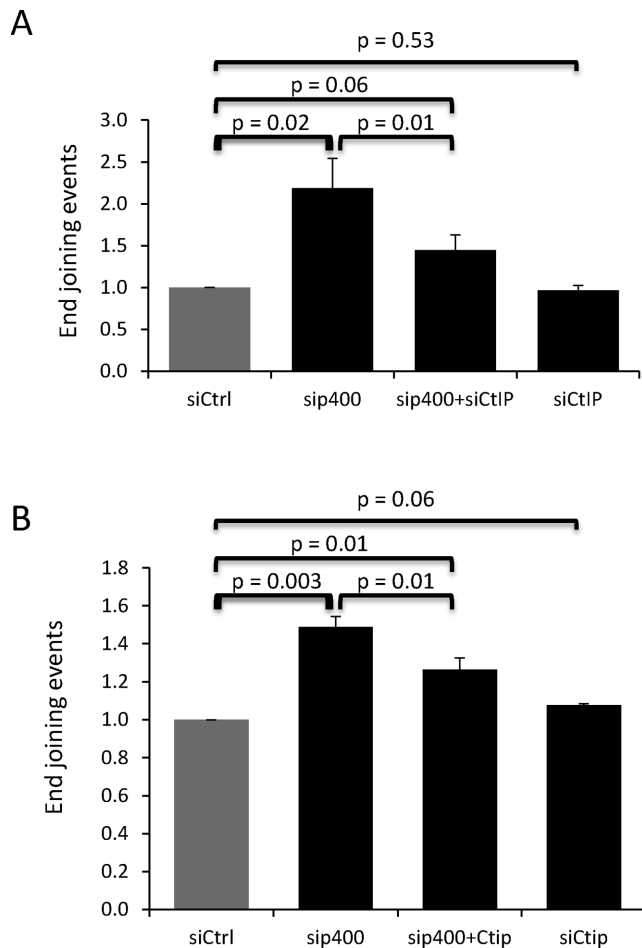 A
p = 0.53
p = 0.06
p = 0.02 p = 0.01
3.0
2.5
2.0
1.5
1.0
0.5
0.0
End joining events
siCtrl sip400 sip400+siCtIP siCtIP
B
p = 0.06
p = 0.01
p = 0.003 p = 0.01
1.8
1.6
1.4
1.2
1.0
0.8
0.6
0.4
0.2
0.0
End joining events
siCtrl sip400 sip400+Ctip siCtip